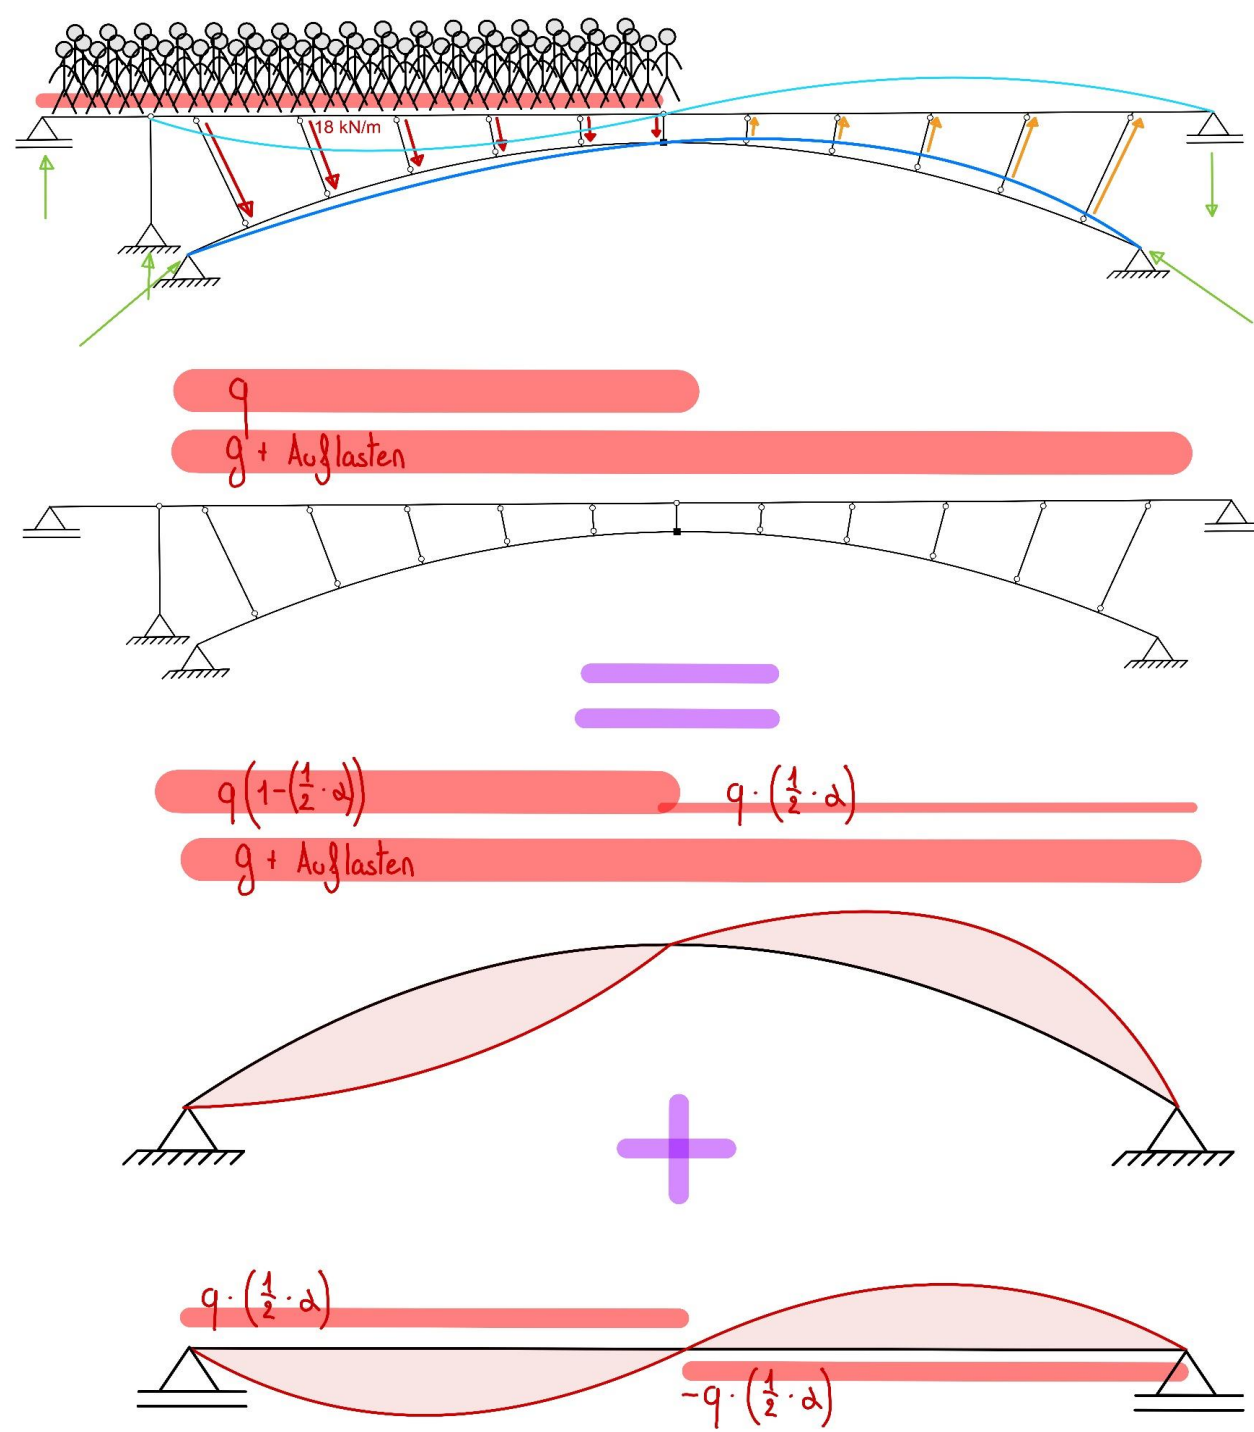 18 kN/m
q
g + Auflasten
q(1-(1/2·α))
q·(1/2·α)
g + Auflasten
q·(1/2·α)
-q·(1/2·α)